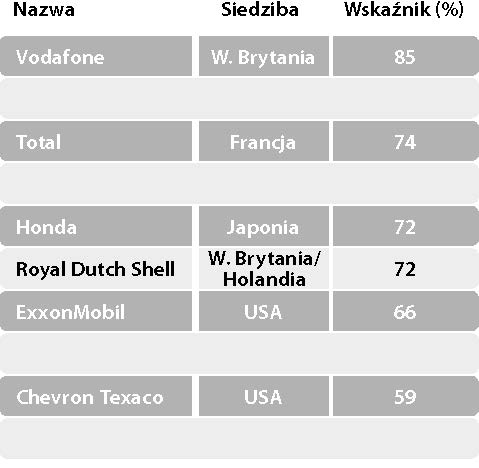 Nazwa Siedziba Wskaźnik (%)
Vodafone W. Brytania 85
Total Francja 74
Honda Japonia 72
Royal Dutch Shell W. Brytania/ 72
Holandia
ExxonMobil USA 66
Chevron Texaco USA 59